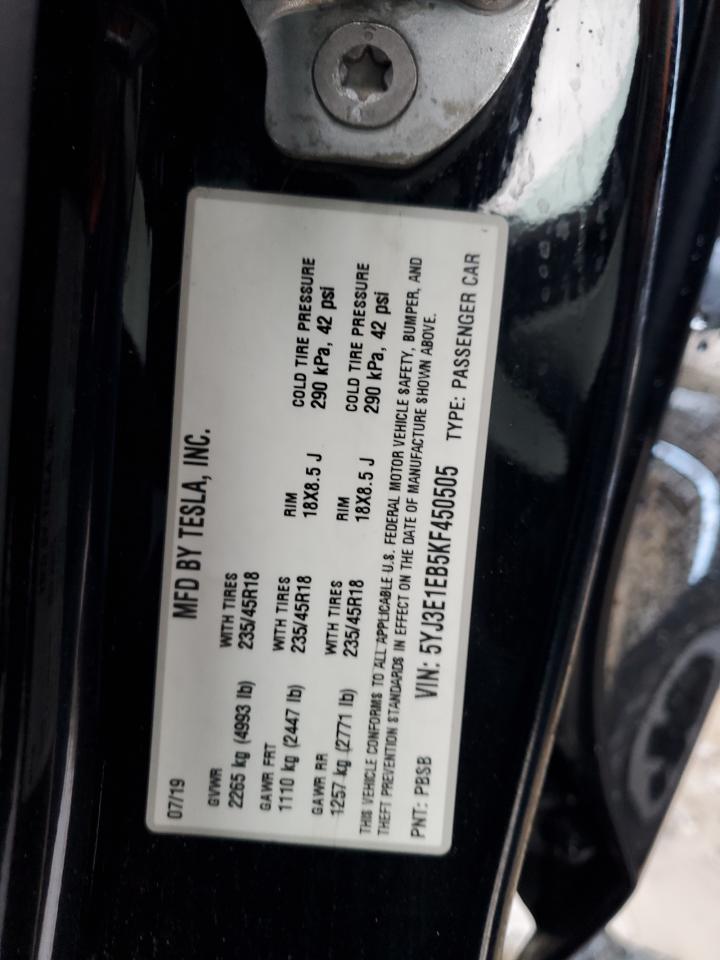 07/19 MFD BY TESLA, INC.
GVWR WITH TIRES
2265 kg (4993 lb) 235/45R18
GAWR FRT WITH TIRES RIM COLD TIRE PRESSURE
1110 kg (2447 lb) 235/45R18 18X8.5 J 290 kPa, 42 psi
GAWR RR WITH TIRES RIM COLD TIRE PRESSURE
1257 kg (2771 lb) 235/45R18 18X8.5 J 290 kPa, 42 psi
THIS VEHICLE CONFORMS TO ALL APPLICABLE U.S. FEDERAL MOTOR VEHICLE SAFETY, BUMPER, AND
THEFT PREVENTION STANDARDS IN EFFECT ON THE DATE OF MANUFACTURE SHOWN ABOVE.
PNT: PBSB VIN: 5YJ3E1EB5KF450505 TYPE: PASSENGER CAR